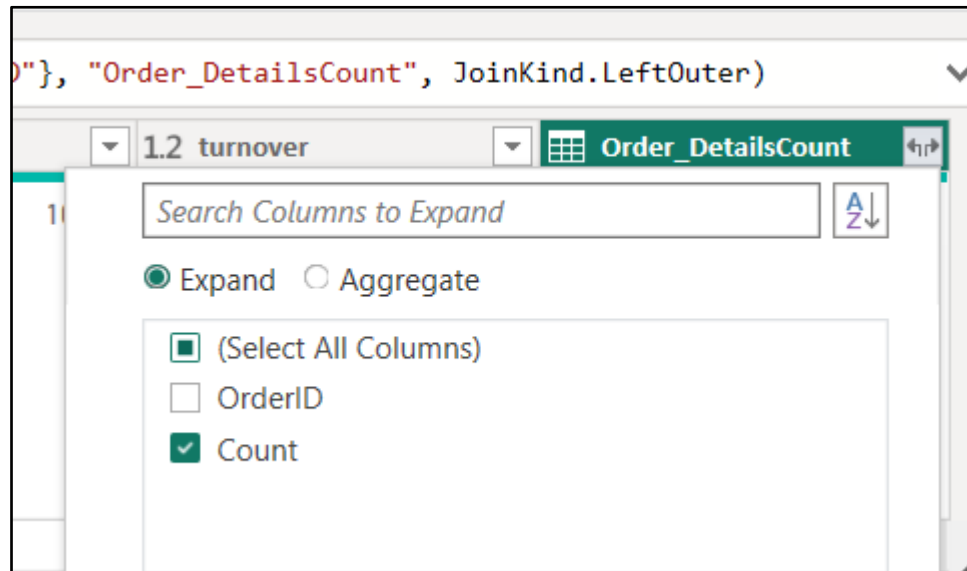 )"}, "Order_DetailsCount", JoinKind.LeftOuter)
1.2 turnover Order_DetailsCount
Search Columns to Expand
Expand Aggregate
(Select All Columns)
OrderID
Count